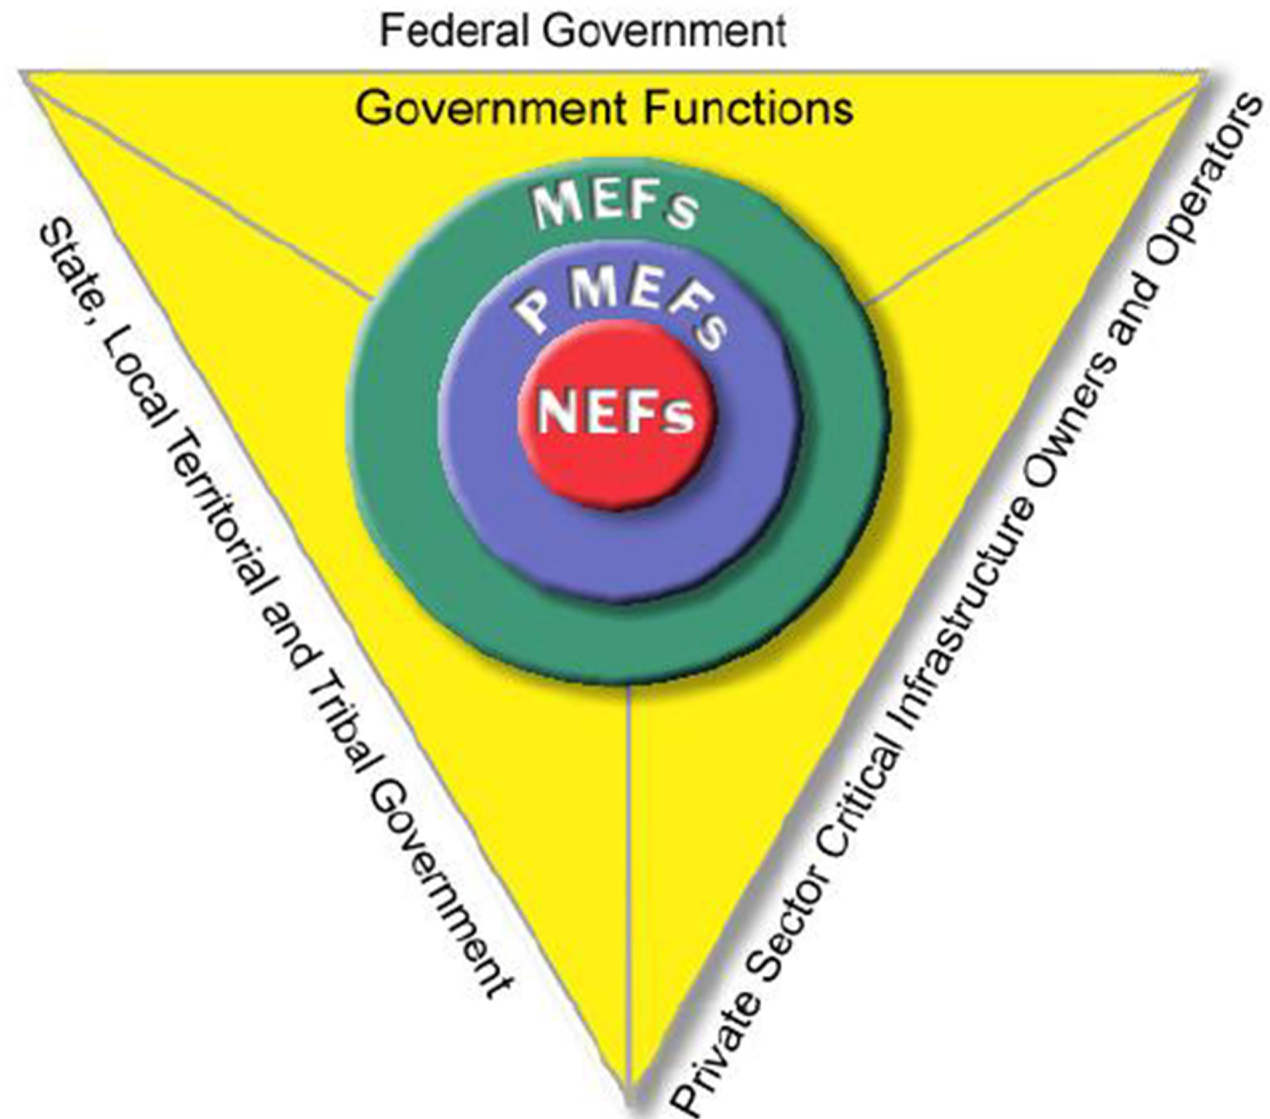 Federal Government
Government Functions
MEFs
P MEFs
NEFs
State, Local Territorial and Tribal Government
Private Sector Critical Infrastructure Owners and Operators